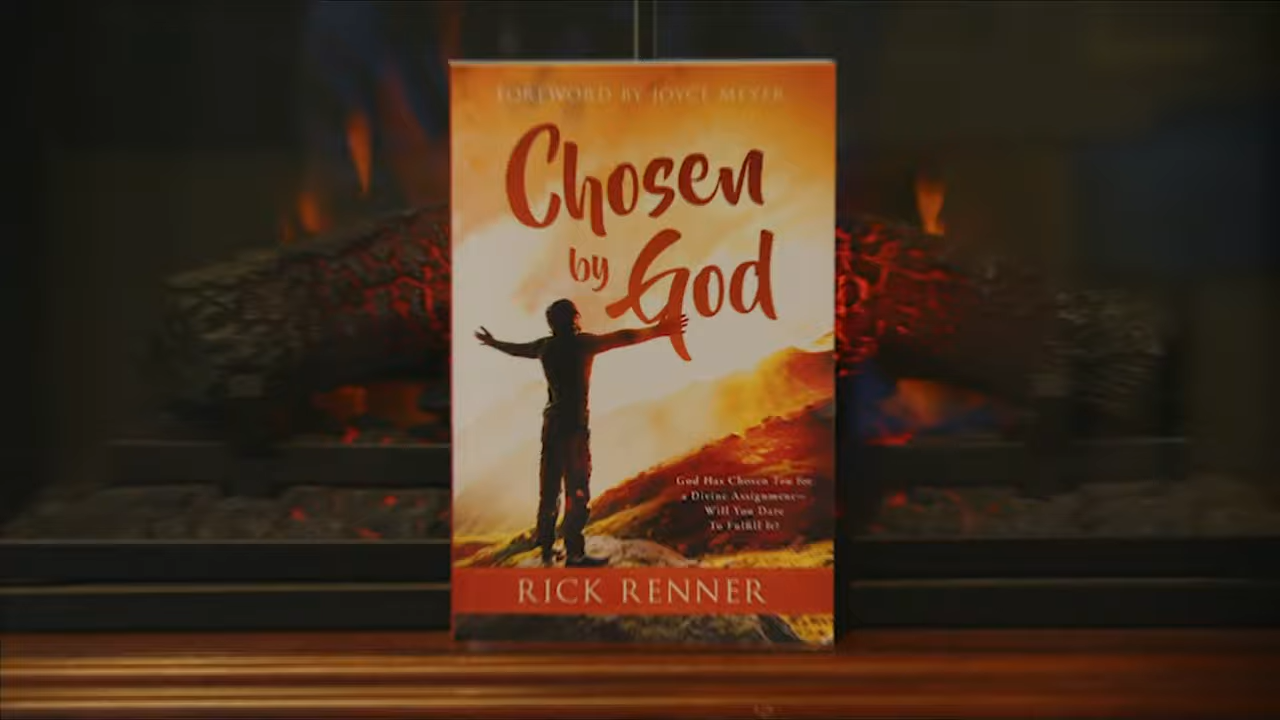 FOREWORD BY JOYCE MEYER
Chosen
by God
God Has Chosen You for
a Divine Assignment—
Will You Dare
To Fulfill It?
RICK RENNER